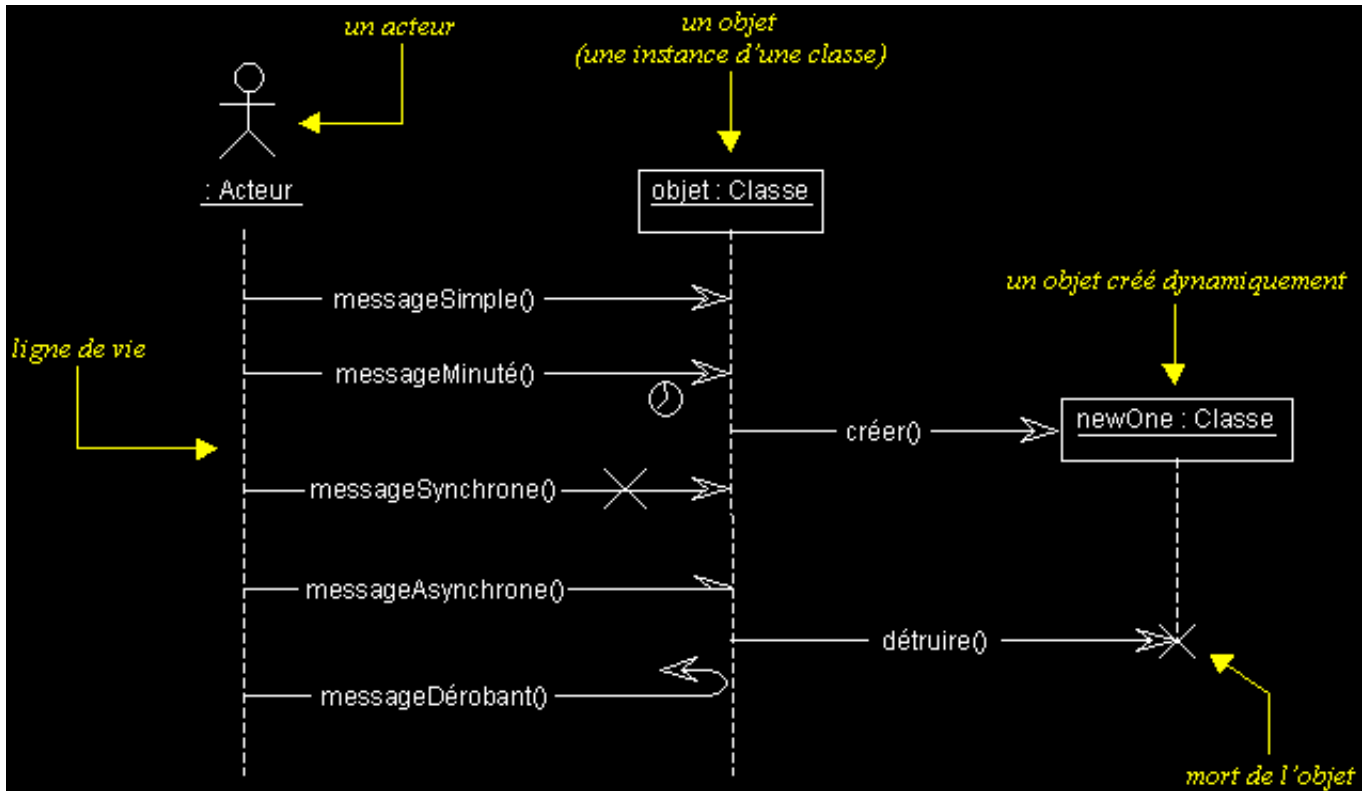 un acteur
un objet
(une instance d'une classe)
: Acteur
objet : Classe
messageSimple()
un objet créé dynamiquement
ligne de vie
messageMinuté()
créer()
newOne : Classe
messageSynchrone()
messageAsynchrone()
détruire()
messageDérobant()
mort de l'objet